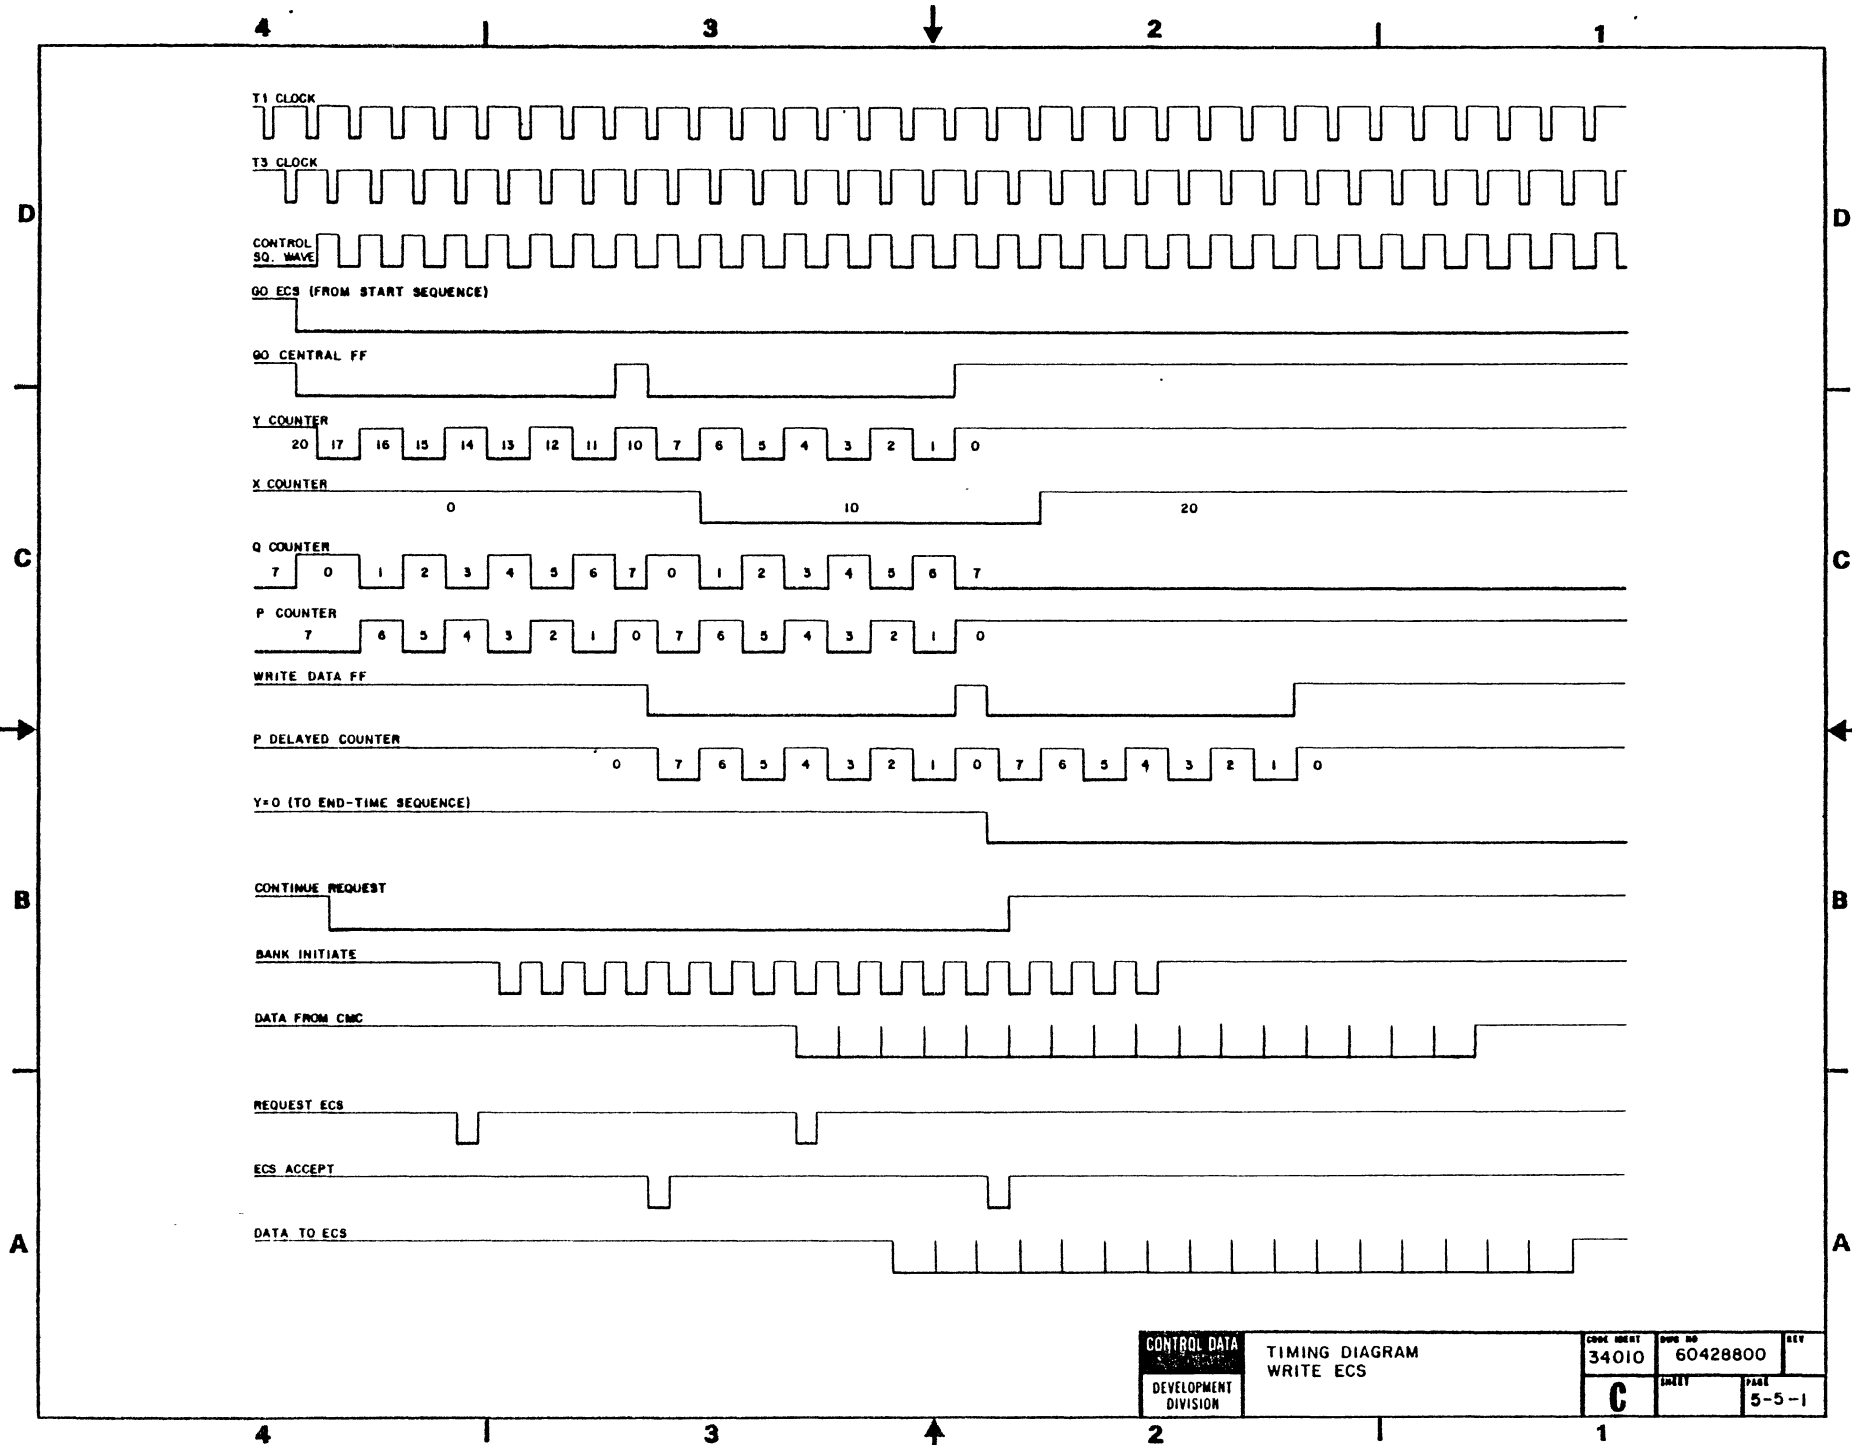 4 3 2 1
T1 CLOCK
T3 CLOCK
D D
CONTROL
SQ. WAVE
GO ECS (FROM START SEQUENCE)
GO CENTRAL FF
Y COUNTER
20 17 16 15 14 13 12 11 10 7 6 5 4 3 2 1 0
X COUNTER
0 10 20
Q COUNTER
C C
7 0 1 2 3 4 5 6 7 0 1 2 3 4 5 6 7
P COUNTER
7 6 5 4 3 2 1 0 7 6 5 4 3 2 1 0
WRITE DATA FF
P DELAYED COUNTER
0 7 6 5 4 3 2 1 0 7 6 5 4 3 2 1 0
Y=0 (TO END-TIME SEQUENCE)
CONTINUE REQUEST
B B
BANK INITIATE
DATA FROM CMC
REQUEST ECS
ECS ACCEPT
DATA TO ECS
A A
CONTROL DATA
DEVELOPMENT
DIVISION
TIMING DIAGRAM
WRITE ECS
CODE IDENT
34010
DWG NO
60428800
REV
C
SHEET
PAGE
5-5-1
4 3 2 1